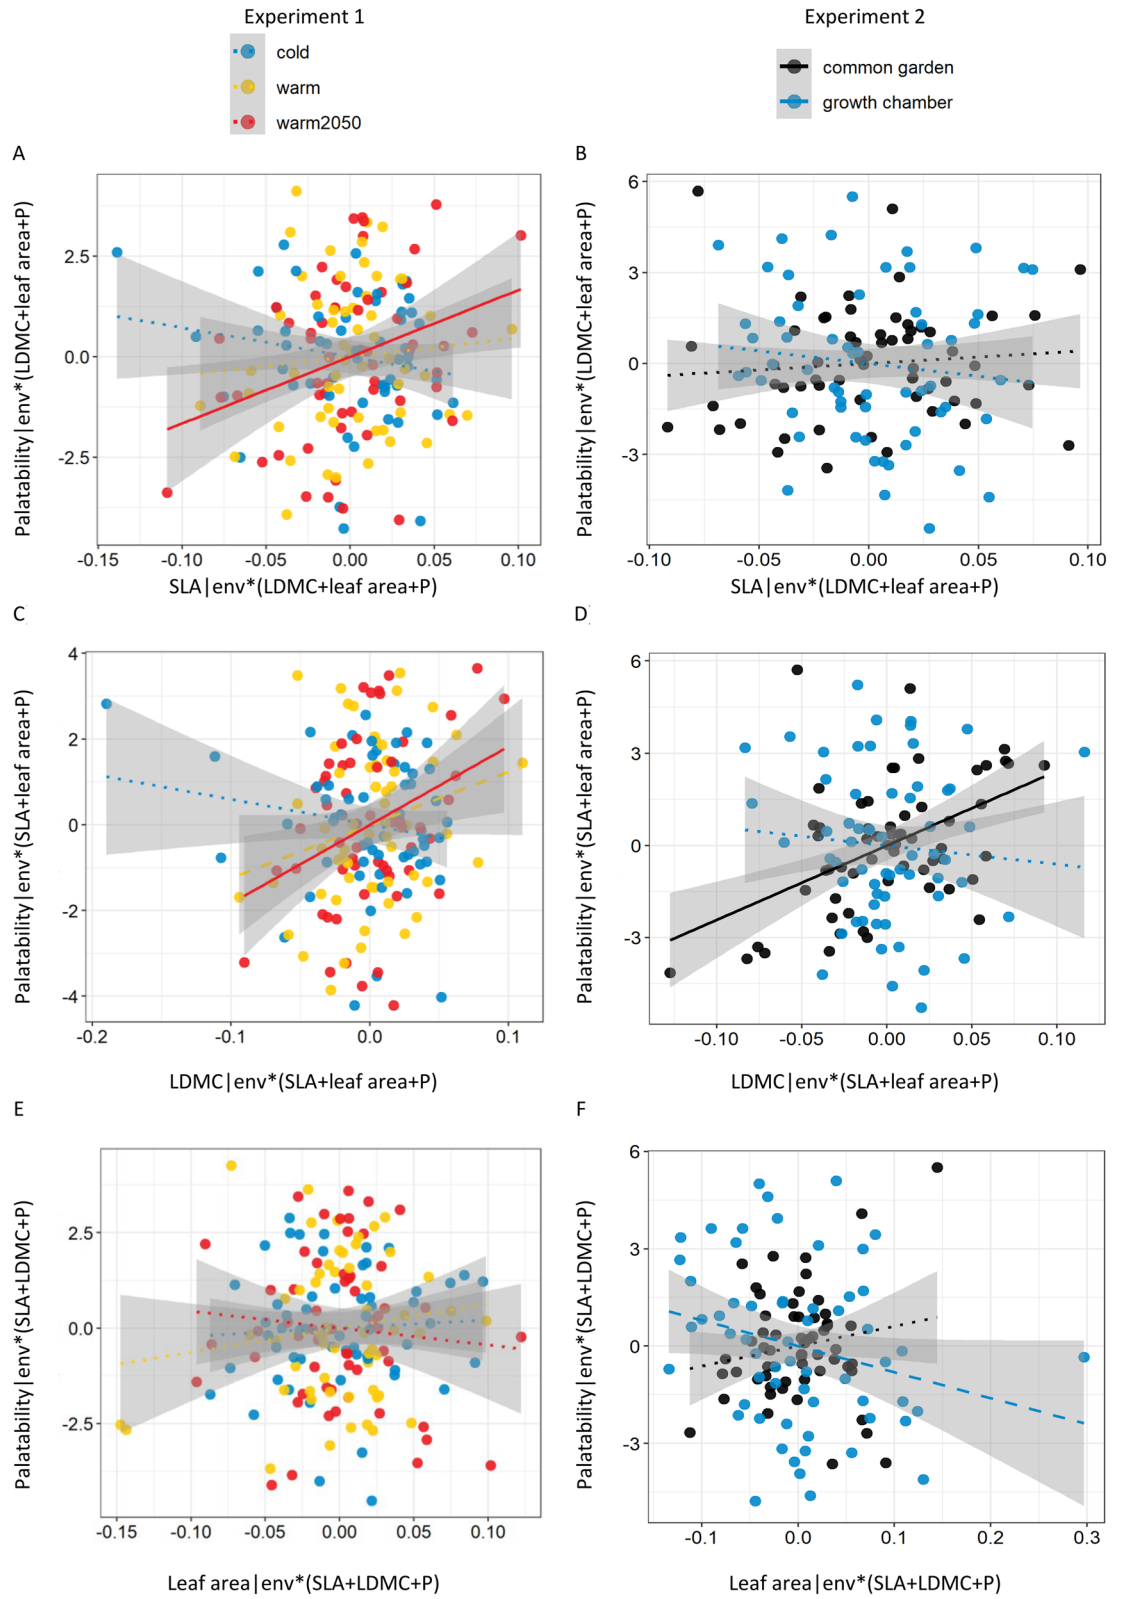 Experiment 1
cold
warm
warm2050
Experiment 2
common garden
growth chamber
A
Palatability|env*(LDMC+leaf area+P)
2.5
0.0
-2.5
-0.15 -0.10 -0.05 0.00 0.05 0.10
SLA|env*(LDMC+leaf area+P)
B
Palatability|env*(LDMC+leaf area+P)
6
3
0
-3
-0.10 -0.05 0.00 0.05 0.10
SLA|env*(LDMC+leaf area+P)
C
Palatability|env*(SLA+leaf area+P)
4
2
0
-2
-4
-0.2 -0.1 0.0 0.1
LDMC|env*(SLA+leaf area+P)
D
Palatability|env*(SLA+leaf area+P)
6
3
0
-3
-0.10 -0.05 0.00 0.05 0.10
LDMC|env*(SLA+leaf area+P)
E
Palatability|env*(SLA+LDMC+P)
2.5
0.0
-2.5
-0.15 -0.10 -0.05 0.00 0.05 0.10
Leaf area|env*(SLA+LDMC+P)
F
Palatability|env*(SLA+LDMC+P)
6
3
0
-3
-0.1 0.0 0.1 0.2 0.3
Leaf area|env*(SLA+LDMC+P)